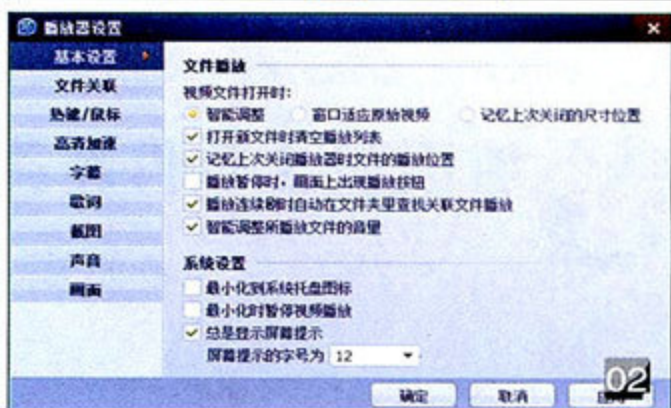 播放器设置
基本设置
文件关联
热键/鼠标
高清加速
字幕
歌词
截图
声音
画面
文件播放
视频文件打开时:
智能调整 窗口适应原始视频 记忆上次关闭的尺寸位置
打开新文件时清空播放列表
记忆上次关闭播放器时文件的播放位置
播放暂停时，画面上出现播放按钮
播放连续剧时自动在文件夹里查找关联文件播放
智能调整所播放文件的音量
系统设置
最小化到系统托盘图标
最小化时暂停视频播放
总是显示屏幕提示
屏幕提示的字号为 12
确定 取消
02